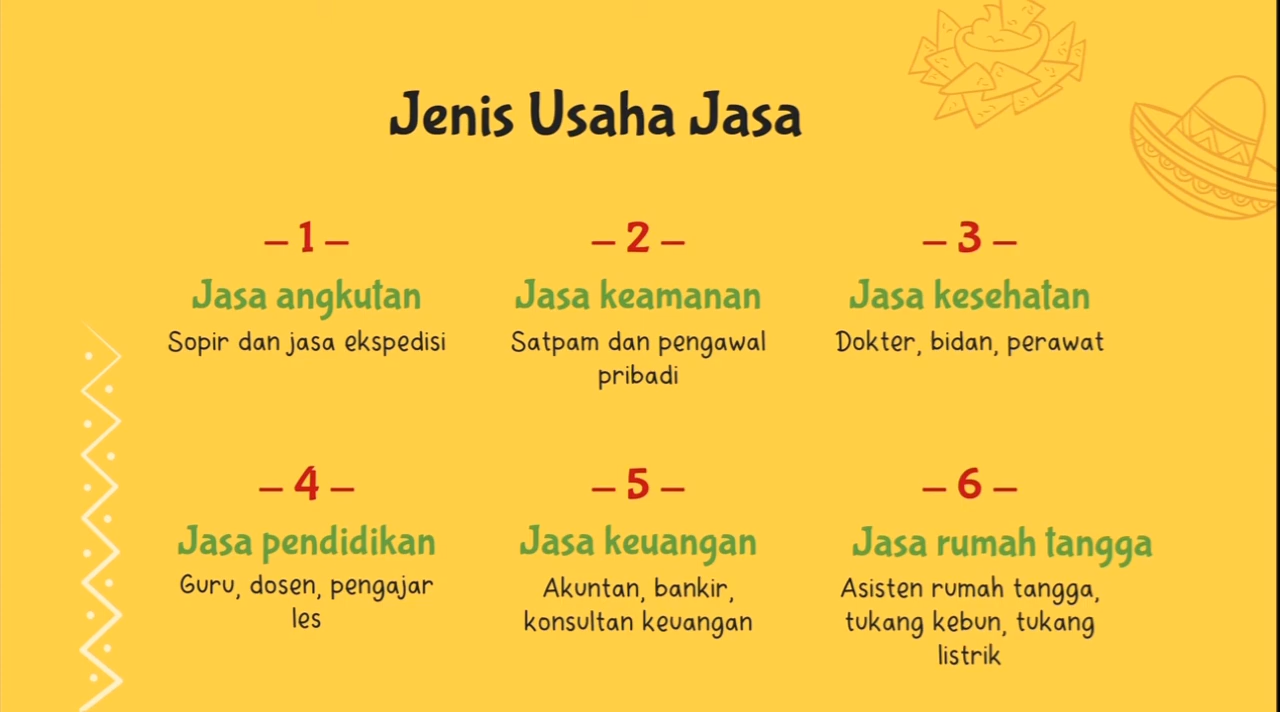 Jenis Usaha Jasa
– 1 –
Jasa angkutan
Sopir dan jasa ekspedisi
– 2 –
Jasa keamanan
Satpam dan pengawal
pribadi
– 3 –
Jasa kesehatan
Dokter, bidan, perawat
– 4 –
Jasa pendidikan
Guru, dosen, pengajar
les
– 5 –
Jasa keuangan
Akuntan, bankir,
konsultan keuangan
– 6 –
Jasa rumah tangga
Asisten rumah tangga,
tukang kebun, tukang
listrik